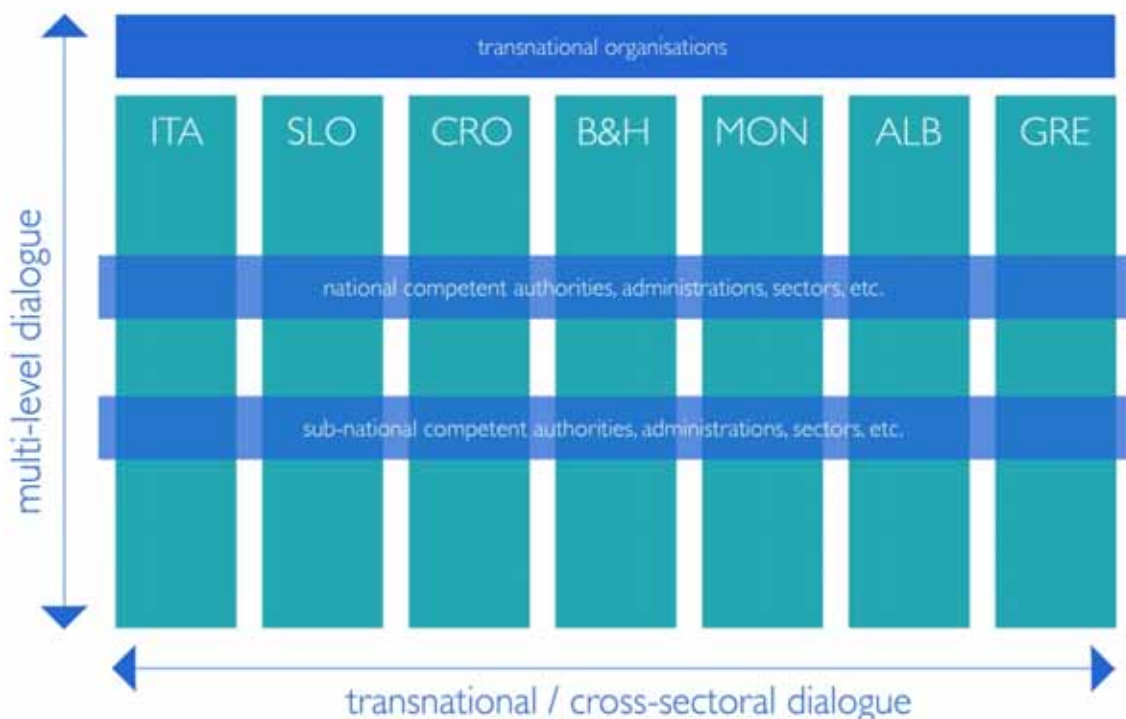 transnational organisations
ITA SLO CRO B&H MON ALB GRE
national competent authorities, administrations, sectors, etc.
sub-national competent authorities, administrations, sectors, etc.
multi-level dialogue
transnational / cross-sectoral dialogue